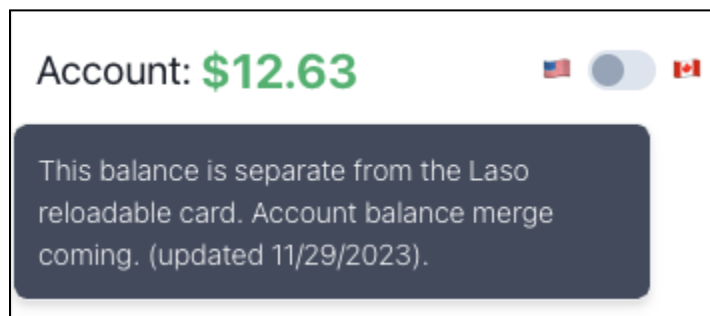 Account: $12.63
This balance is separate from the Laso
reloadable card. Account balance merge
coming. (updated 11/29/2023).